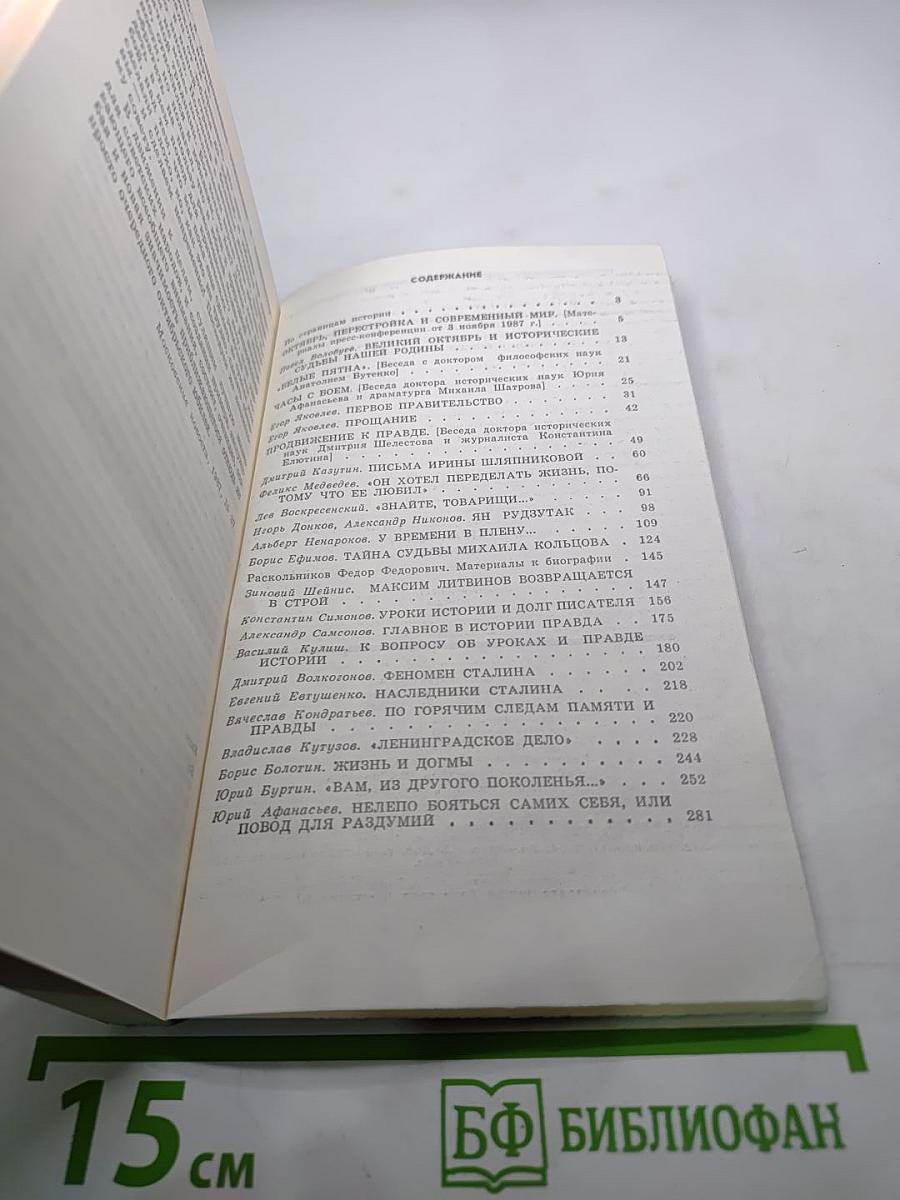 СОДЕРЖАНИЕ
По страницам истории . . . . . . . . . . . . . . 3
ОКТЯБРЬ, ПЕРЕСТРОЙКА И СОВРЕМЕННЫЙ МИР. [Мате-
риалы пресс-конференции от 3 ноября 1987 г.] . . . . 5
Павел Волобуев. ВЕЛИКИЙ ОКТЯБРЬ И ИСТОРИЧЕСКИЕ
СУДЬБЫ НАШЕЙ РОДИНЫ . . . . . . . . . . 13
«БЕЛЫЕ ПЯТНА». [Беседа с доктором философских наук
Анатолием Бутенко] . . . . . . . . . . . 21
ЧАСЫ С БОЕМ. [Беседа доктора исторических наук Юрия
Афанасьева и драматурга Михаила Шатрова] . . . . 25
Егор Яковлев. ПЕРВОЕ ПРАВИТЕЛЬСТВО . . . . . . 31
Егор Яковлев. ПРОЩАНИЕ . . . . . . . . . . 42
ПРОДВИЖЕНИЕ К ПРАВДЕ. [Беседа доктора исторических
наук Дмитрия Шелестова и журналиста Константина
Елютина] . . . . . . . . . . . . . . . 49
Дмитрий Казутин. ПИСЬМА ИРИНЫ ШЛЯПНИКОВОЙ . . 60
Феликс Медведев. «ОН ХОТЕЛ ПЕРЕДЕЛАТЬ ЖИЗНЬ, ПО-
ТОМУ ЧТО ЕЕ ЛЮБИЛ» . . . . . . . . . . 66
Лев Воскресенский. «ЗНАЙТЕ, ТОВАРИЩИ...» . . . . . 91
Игорь Донков, Александр Никонов. ЯН РУДЗУТАК . . . 98
Альберт Ненароков. У ВРЕМЕНИ В ПЛЕНУ... . . . . . 109
Борис Ефимов. ТАЙНА СУДЬБЫ МИХАИЛА КОЛЬЦОВА . 124
Раскольников Федор Федорович. Материалы к биографии . 145
Зиновий Шейнис. МАКСИМ ЛИТВИНОВ ВОЗВРАЩАЕТСЯ
В СТРОЙ . . . . . . . . . . . . . . . 147
Константин Симонов. УРОКИ ИСТОРИИ И ДОЛГ ПИСАТЕЛЯ 156
Александр Самсонов. ГЛАВНОЕ В ИСТОРИИ ПРАВДА . . 175
Василий Кулиш. К ВОПРОСУ ОБ УРОКАХ И ПРАВДЕ
ИСТОРИИ . . . . . . . . . . . . . . . 180
Дмитрий Волкогонов. ФЕНОМЕН СТАЛИНА . . . . . 202
Евгений Евтушенко. НАСЛЕДНИКИ СТАЛИНА . . . . 218
Вячеслав Кондратьев. ПО ГОРЯЧИМ СЛЕДАМ ПАМЯТИ И
ПРАВДЫ . . . . . . . . . . . . . . . 220
Владислав Кутузов. «ЛЕНИНГРАДСКОЕ ДЕЛО» . . . . 228
Борис Болотин. ЖИЗНЬ И ДОГМЫ . . . . . . . . 244
Юрий Буртин. «ВАМ, ИЗ ДРУГОГО ПОКОЛЕНЬЯ...» . . . 252
Юрий Афанасьев. НЕЛЕПО БОЯТЬСЯ САМИХ СЕБЯ, ИЛИ
ПОВОД ДЛЯ РАЗДУМИЙ . . . . . . . . . . . 281
15 см
БФ БИБЛИОФАН